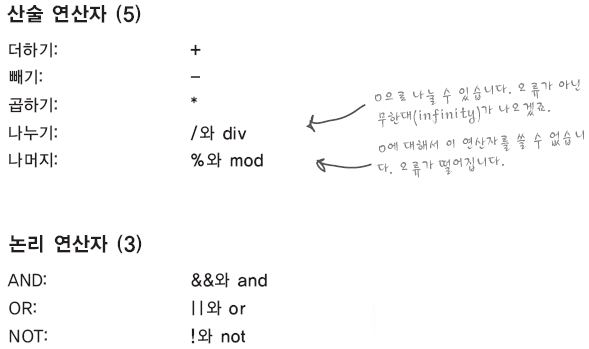 산술 연산자 (5)
더하기: +
빼기: –
곱하기: *
나누기: /와 div
나머지: %와 mod
0으로 나눌 수 있습니다. 오류가 아닌
무한대(infinity)가 나오겠죠.
0에 대해서 이 연산자를 쓸 수 없습니
다. 오류가 떨어집니다.
논리 연산자 (3)
AND: &&와 and
OR: ||와 or
NOT: !와 not